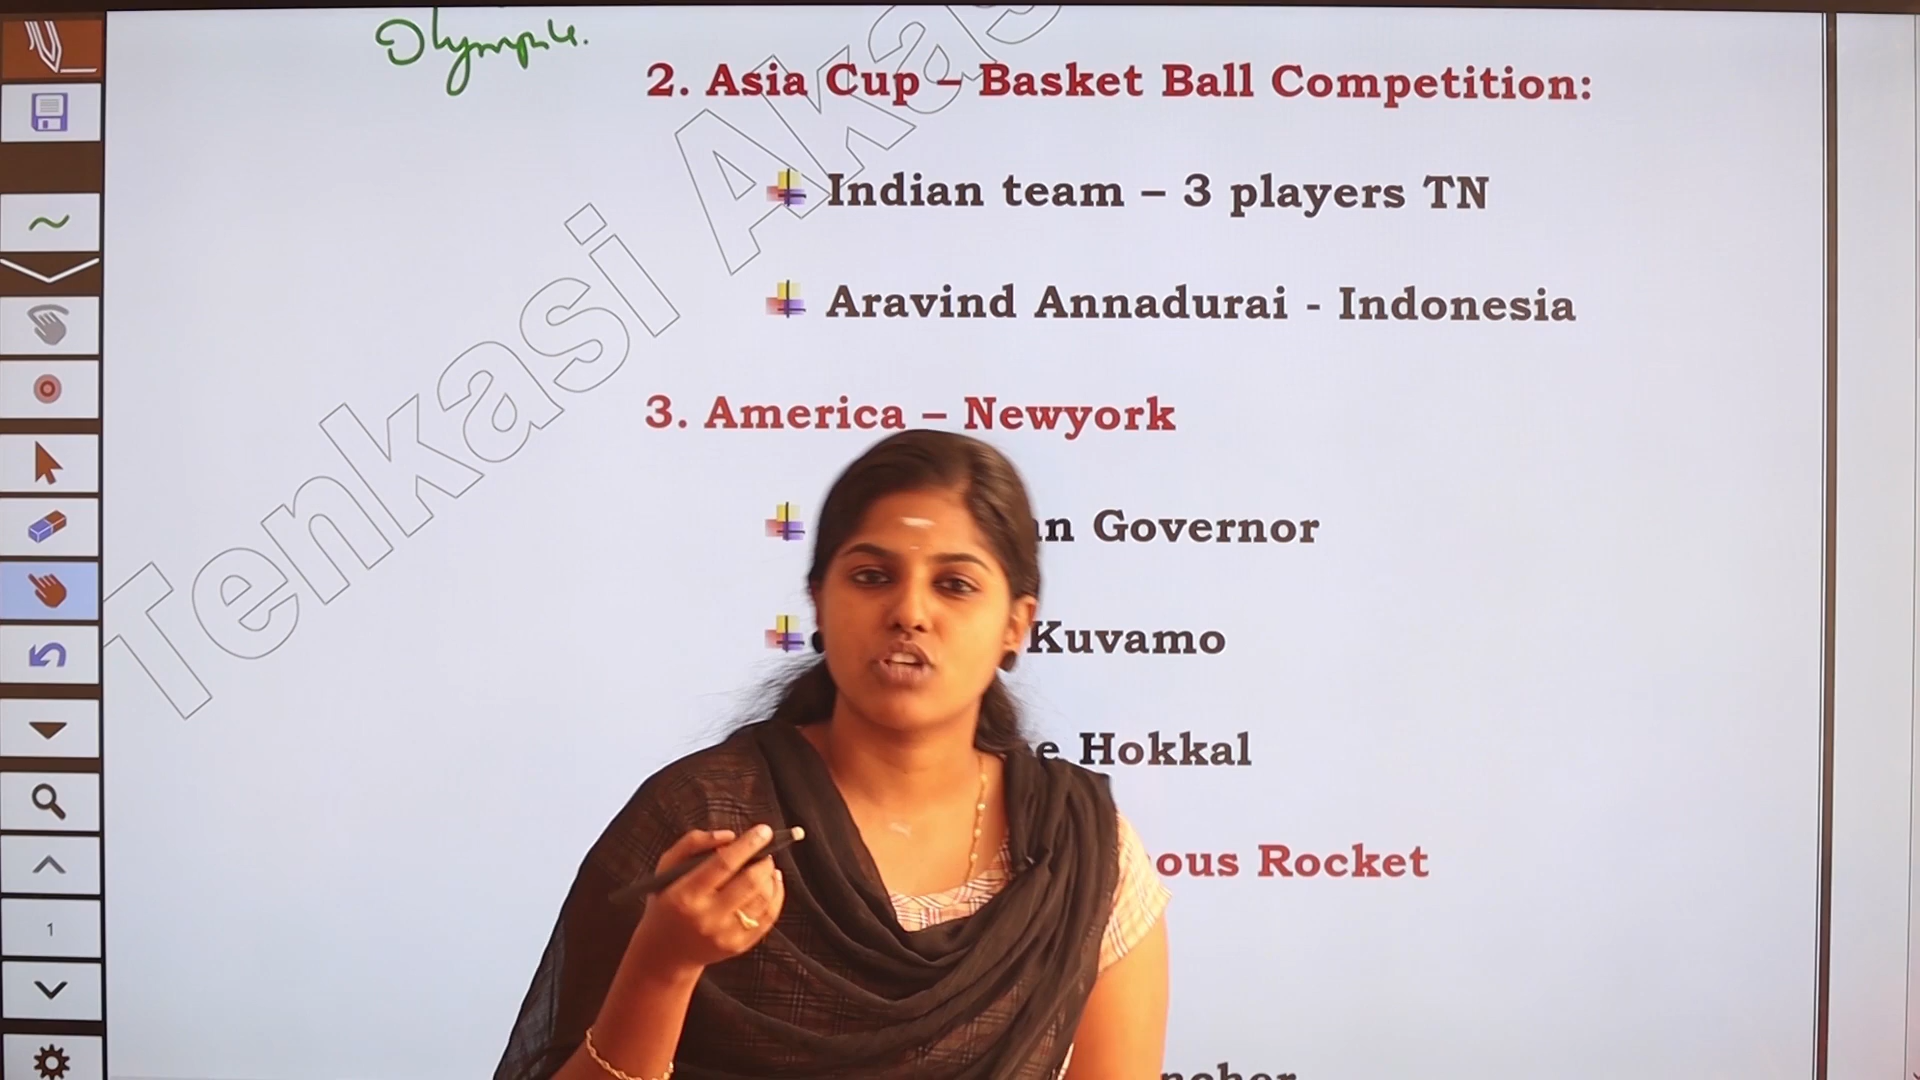 Olympic.
2. Asia Cup – Basket Ball Competition:
Indian team – 3 players TN
Aravind Annadurai - Indonesia
3. America – Newyork
Governor
Kuvamo
Hokkal
Rocket
1
Tenkasi Akas